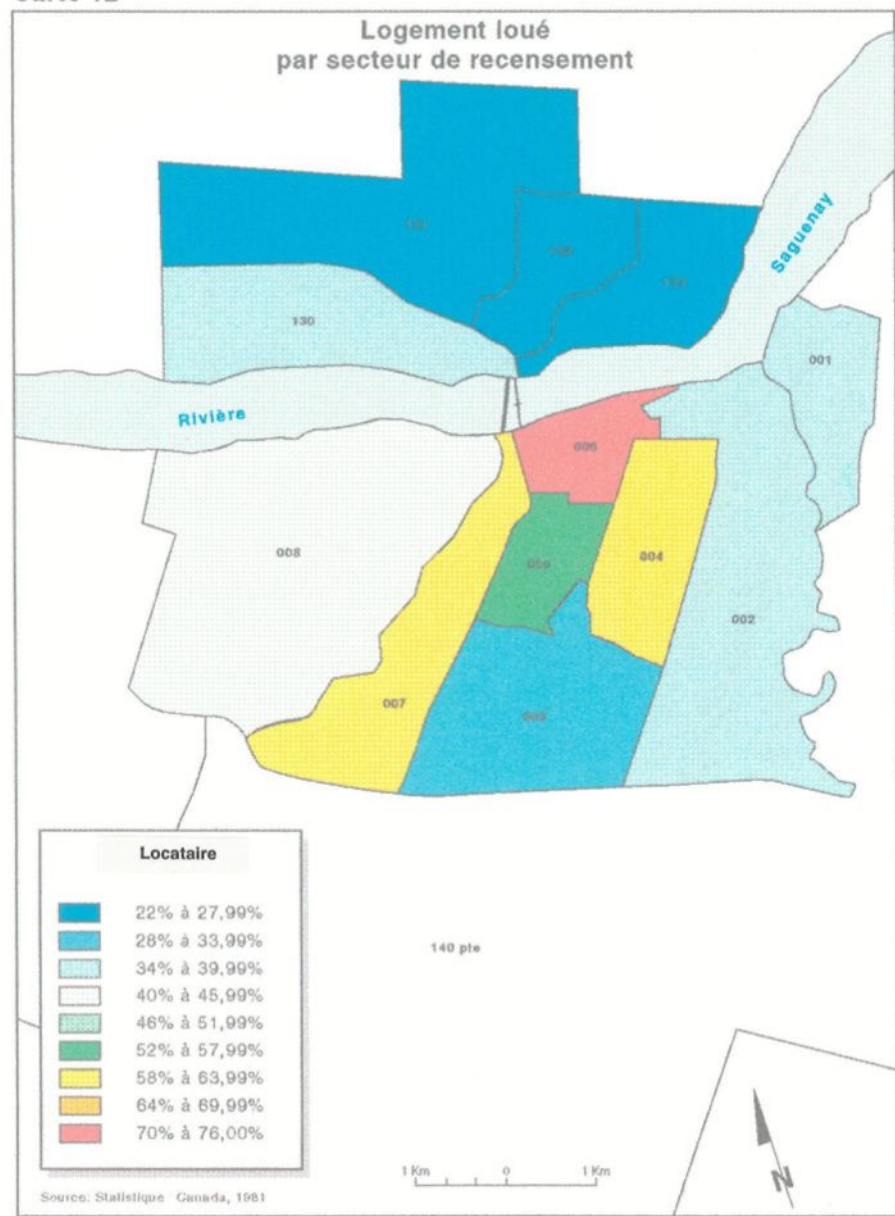 Logement loué
par secteur de recensement
Saguenay
130
001
Rivière
004
008
002
007
Locataire
22% à 27,99%
28% à 33,99%
34% à 39,99%
40% à 45,99%
46% à 51,99%
52% à 57,99%
58% à 63,99%
64% à 69,99%
70% à 76,00%
140 pte
1 Km 0 1 Km
N
Source: Statistique Canada, 1981